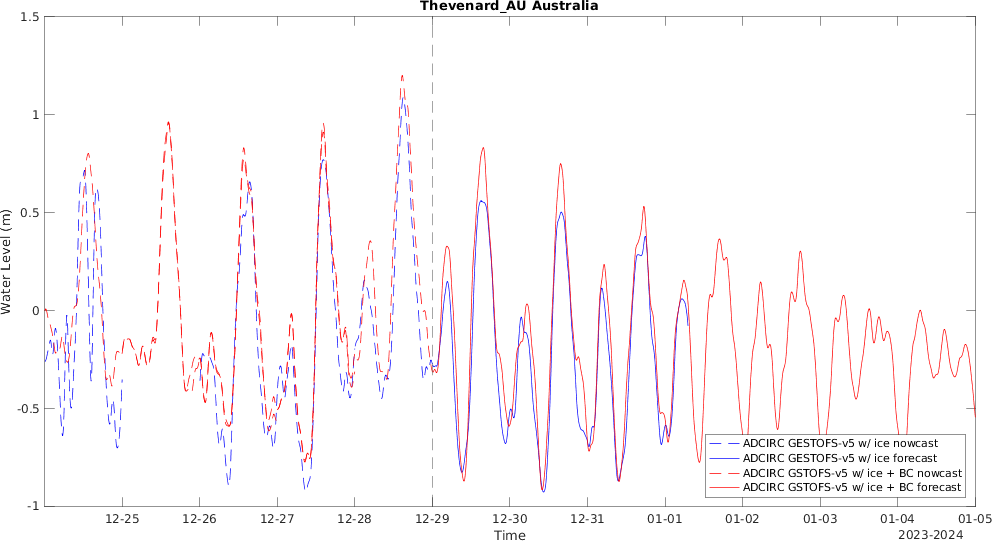 Thevenard_AU Australia
1.5
1
0.5
0
-0.5
-1
Water Level (m)
12-25 12-26 12-27 12-28 12-29 12-30 12-31 01-01 01-02 01-03 01-04 01-05
Time
2023-2024
ADCIRC GESTOFS-v5 w/ ice nowcast
ADCIRC GESTOFS-v5 w/ ice forecast
ADCIRC GSTOFS-v5 w/ ice + BC nowcast
ADCIRC GSTOFS-v5 w/ ice + BC forecast